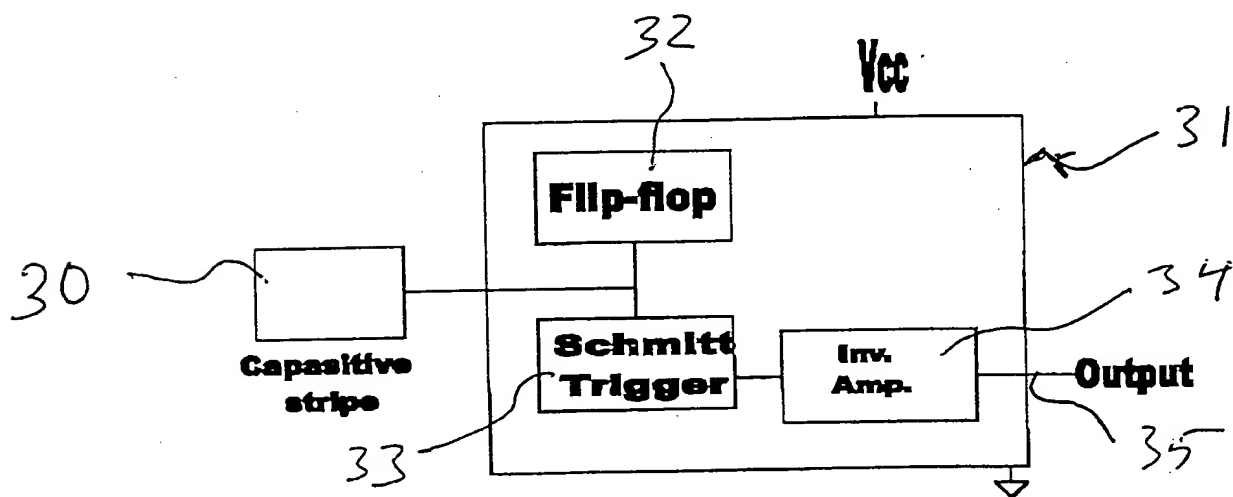 32
Vcc
31
Flip-flop
30
34
Schmitt
Trigger
Inv.
Amp.
Capasitive
stripe
Output
33
35